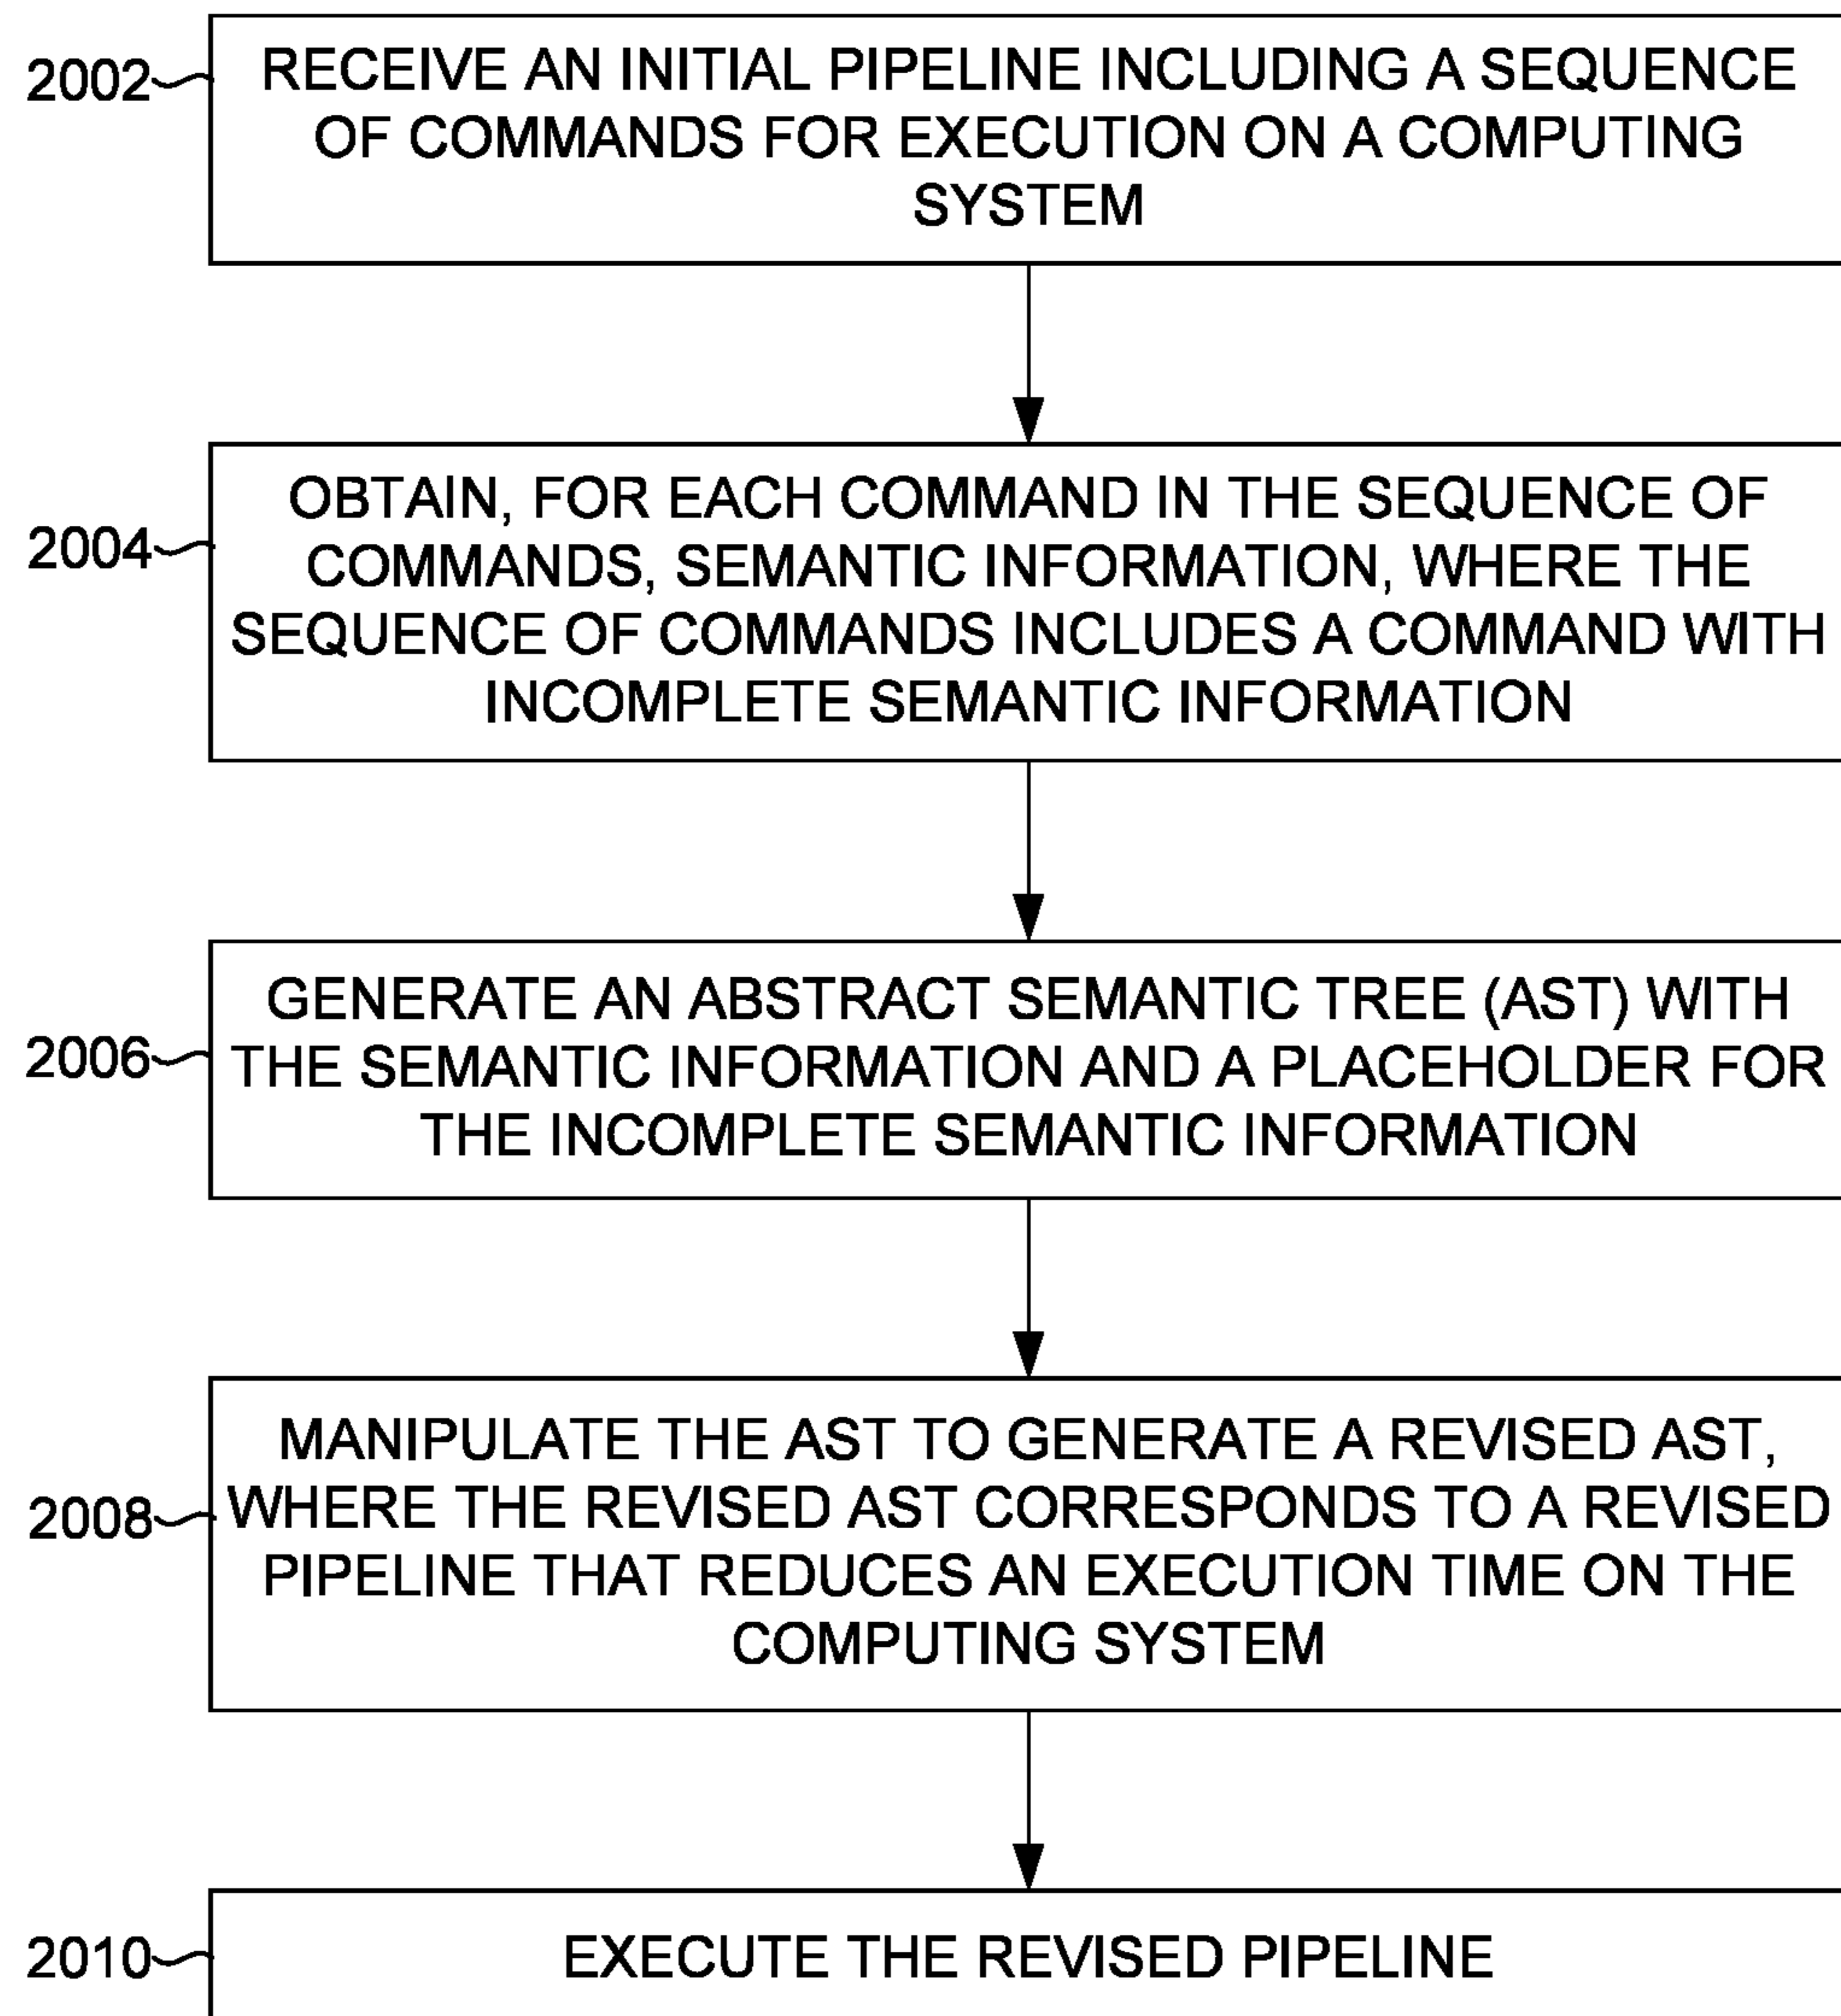 2002
RECEIVE AN INITIAL PIPELINE INCLUDING A SEQUENCE
OF COMMANDS FOR EXECUTION ON A COMPUTING
SYSTEM
2004
OBTAIN, FOR EACH COMMAND IN THE SEQUENCE OF
COMMANDS, SEMANTIC INFORMATION, WHERE THE
SEQUENCE OF COMMANDS INCLUDES A COMMAND WITH
INCOMPLETE SEMANTIC INFORMATION
2006
GENERATE AN ABSTRACT SEMANTIC TREE (AST) WITH
THE SEMANTIC INFORMATION AND A PLACEHOLDER FOR
THE INCOMPLETE SEMANTIC INFORMATION
2008
MANIPULATE THE AST TO GENERATE A REVISED AST,
WHERE THE REVISED AST CORRESPONDS TO A REVISED
PIPELINE THAT REDUCES AN EXECUTION TIME ON THE
COMPUTING SYSTEM
2010
EXECUTE THE REVISED PIPELINE